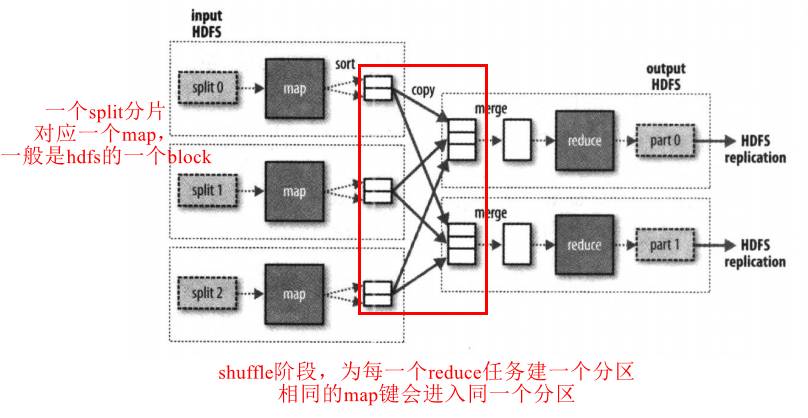 input
HDFS
sort
copy
split 0
map
merge
output
HDFS
reduce
part 0
HDFS
replication
一个split分片
对应一个map,
一般是hdfs的一个block
split 1
map
merge
reduce
part 1
HDFS
replication
split 2
map
shuffle阶段，为每一个reduce任务建一个分区
相同的map键会进入同一个分区